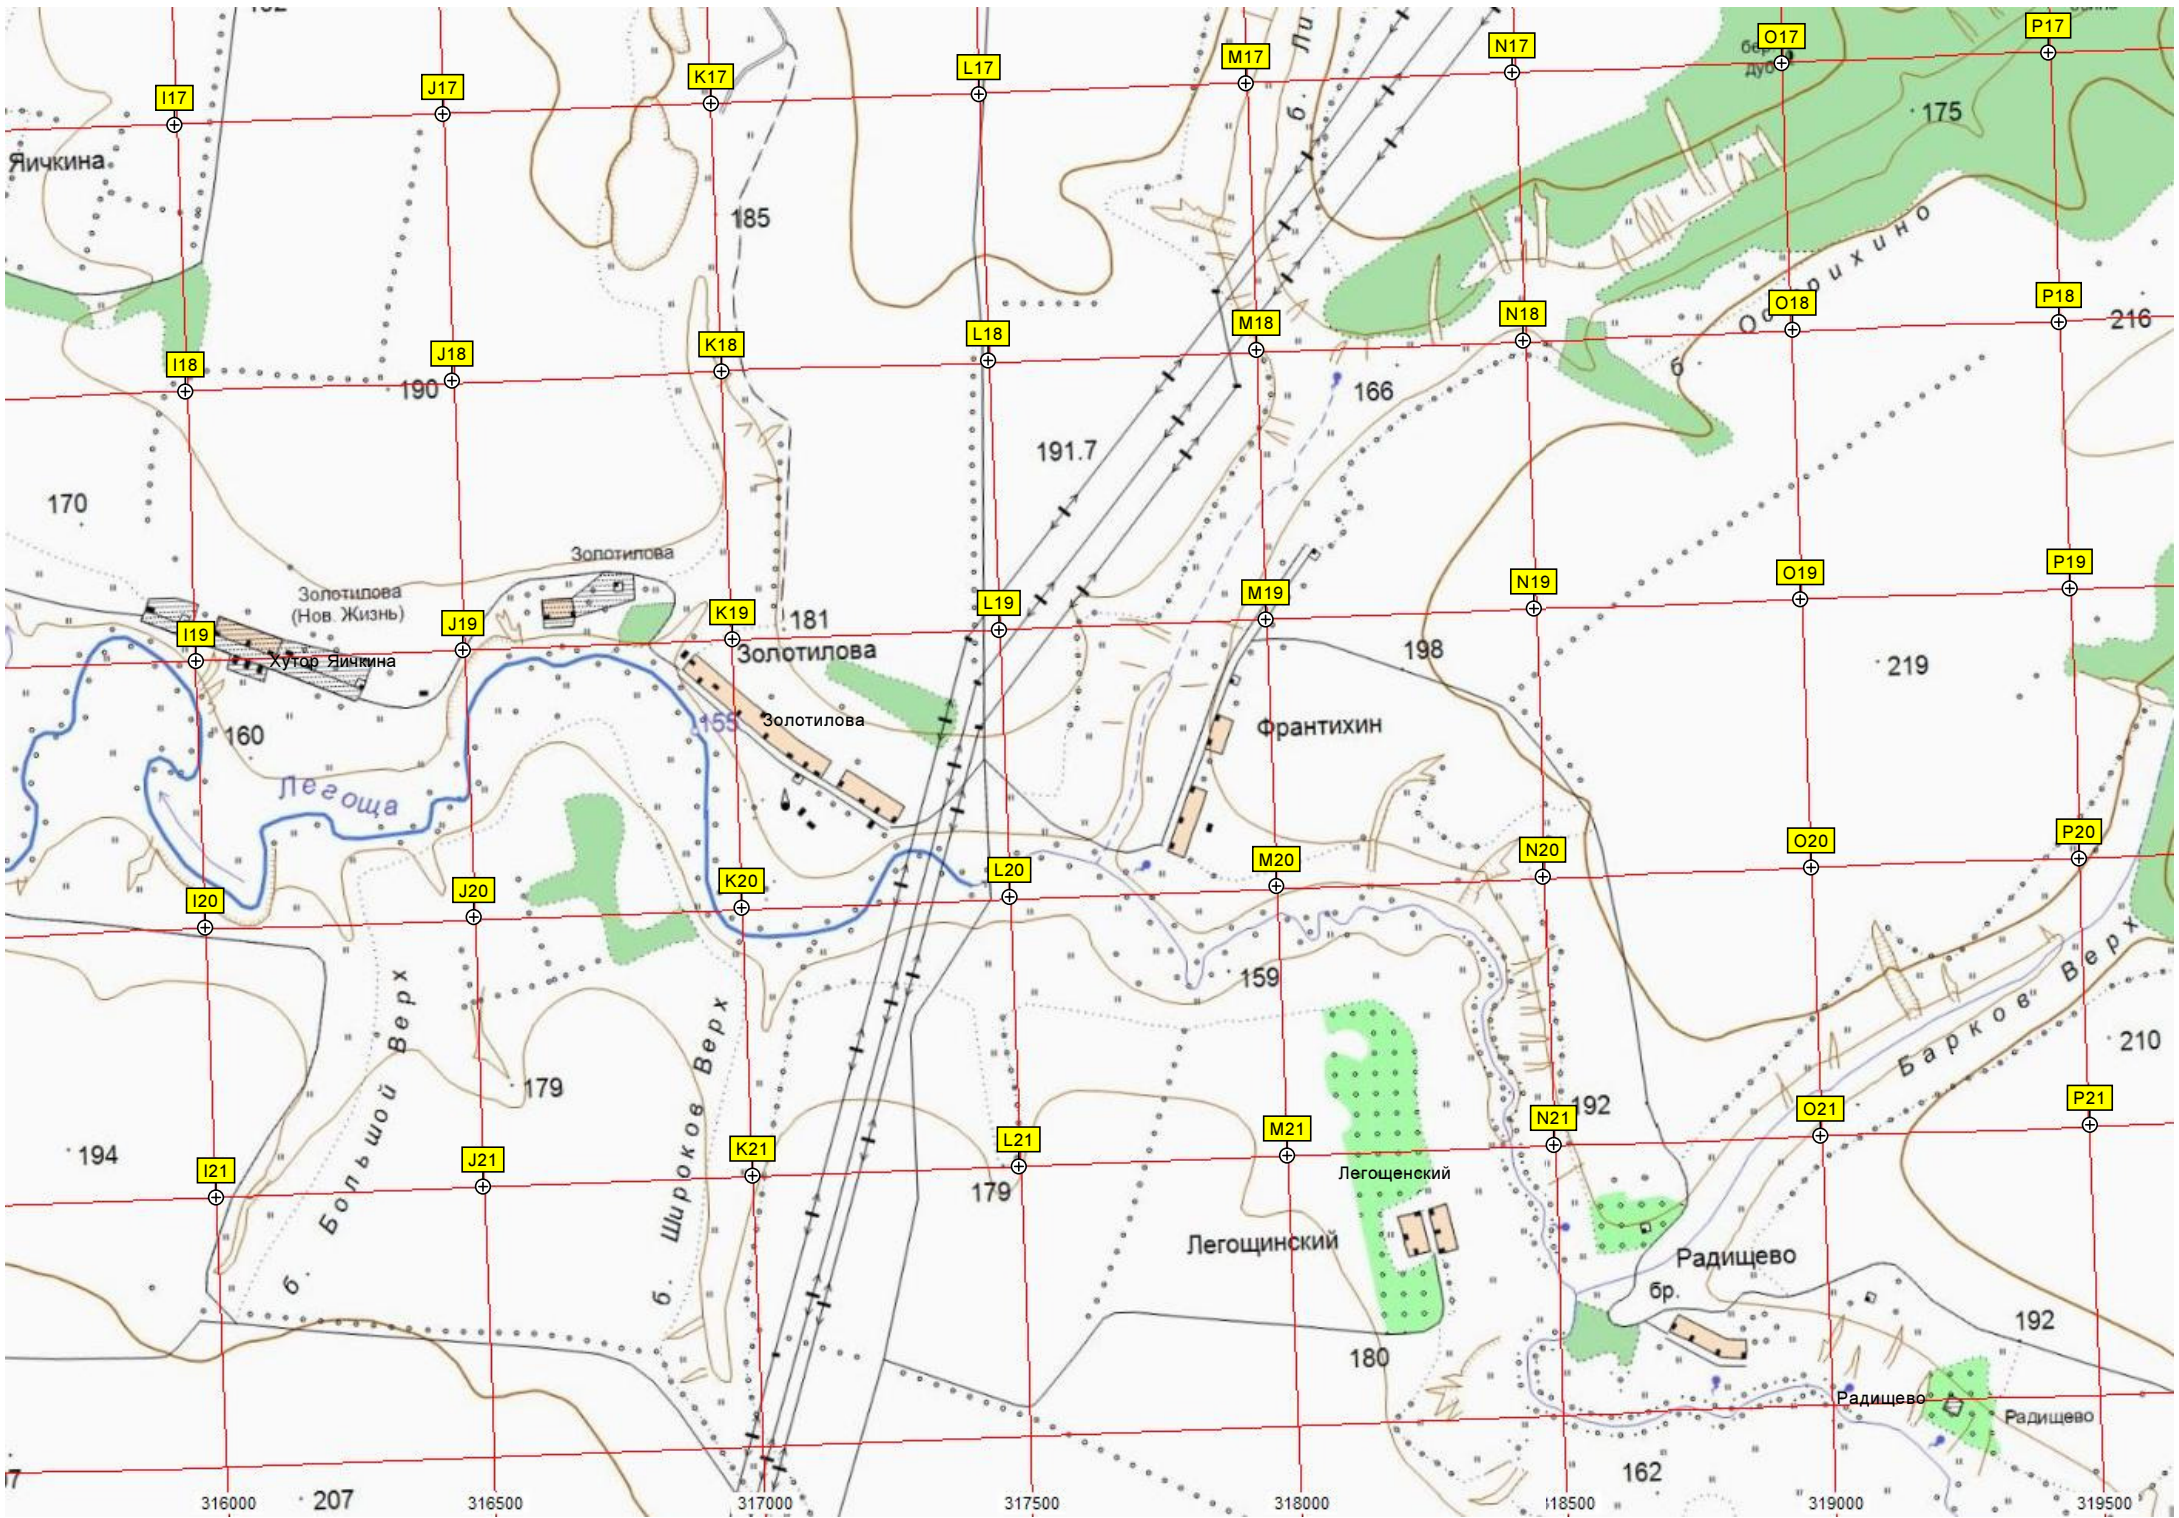 I17
J17
K17
L17
M17
N17
O17
P17
б. Ли
Яичкина
185
175
дуб
I18
J18
K18
L18
M18
N18
O18
P18
190
191.7
166
216
170
б.
Золотилова
Золотилова
(Нов. Жизнь)
I19
J19
K19
L19
M19
N19
O19
P19
181
198
219
Хутор Яичкина
Золотилова
160
155
Золотилова
Франтихин
Легоща
I20
J20
K20
L20
M20
N20
O20
P20
159
б. Большой Верх
б. Широков Верх
Барков Верх
210
179
192
194
I21
J21
K21
L21
M21
N21
O21
P21
179
Легощенский
Легощинский
Радищево
бр.
192
180
Радищево
Радищево
162
207
316000
316500
317000
317500
318000
318500
319000
319500